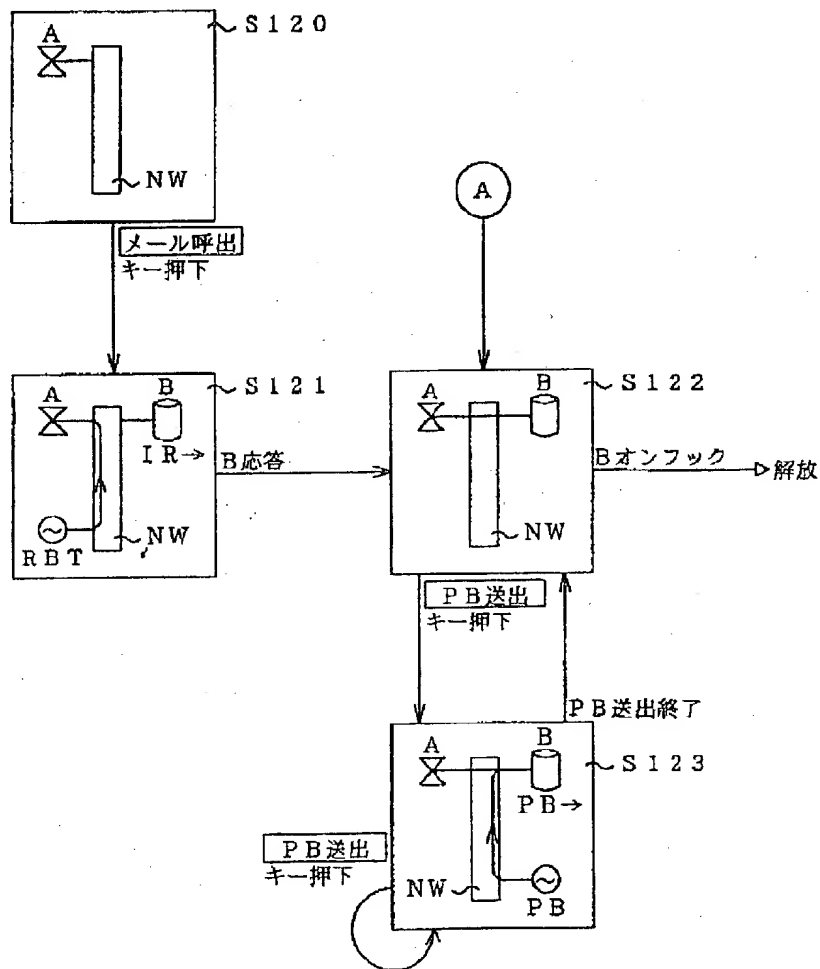 S120
A
NW
メール呼出
キー押下
A
S121
A
B
IR→
NW
RBT
B応答
S122
A
B
NW
Bオンフック
解放
PB送出
キー押下
PB送出終了
S123
A
B
PB→
NW
PB
PB送出
キー押下